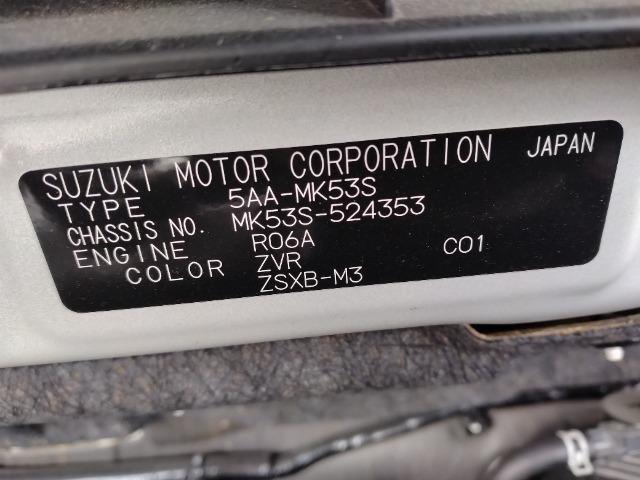 SUZUKI MOTOR CORPORATION JAPAN
TYPE 5AA-MK53S
CHASSIS NO. MK53S-524353
ENGINE R06A
COLOR ZVR C01
ZSXB-M3